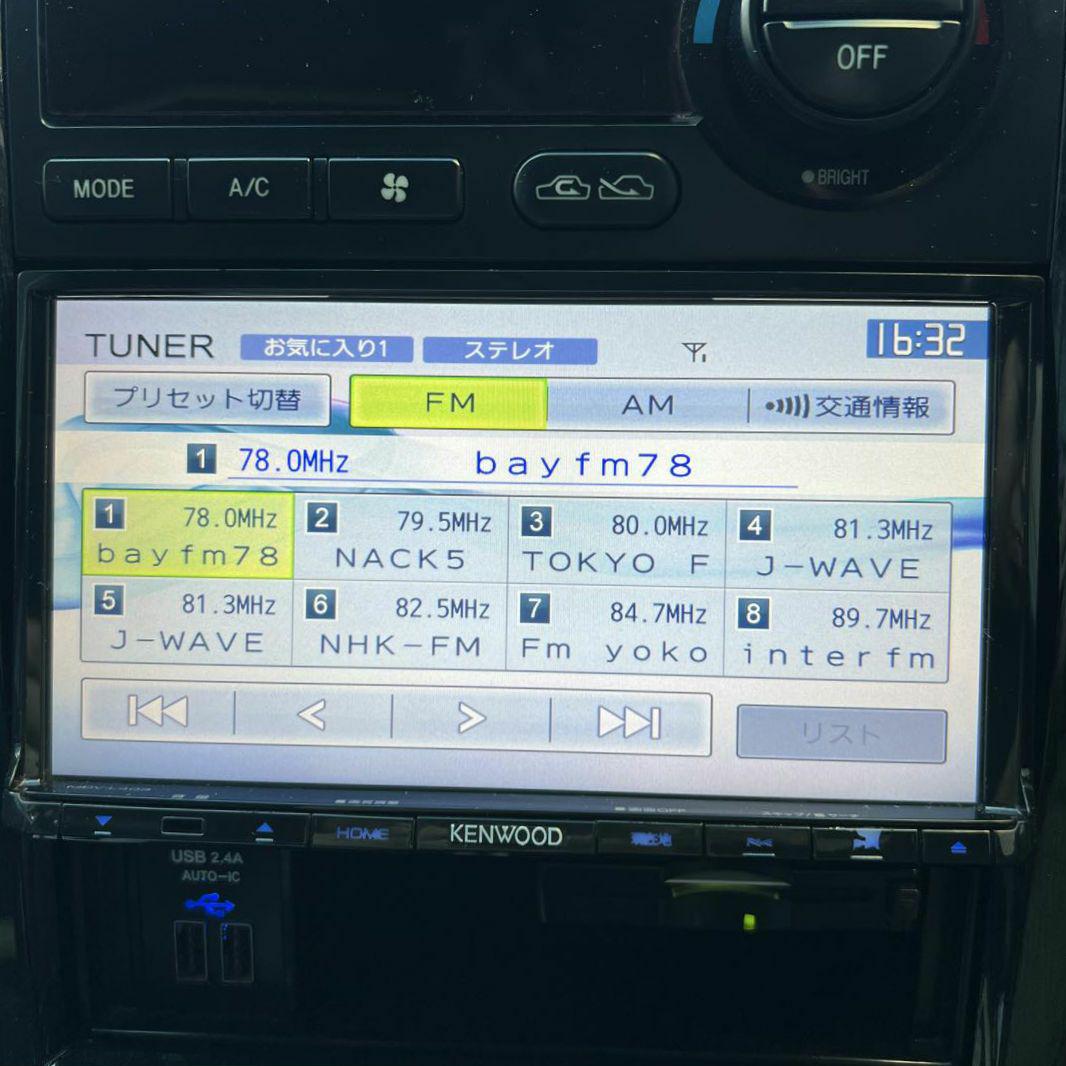 OFF
MODE
A/C
BRIGHT
TUNER お気に入り1 ステレオ 16:32
プリセット切替 FM AM 交通情報
1 78.0MHz bayfm78
1 78.0MHz 2 79.5MHz 3 80.0MHz 4 81.3MHz
bayfm78 NACK5 TOKYO F J-WAVE
5 81.3MHz 6 82.5MHz 7 84.7MHz 8 89.7MHz
J-WAVE NHK-FM Fm yoko interfm
リスト
HOME KENWOOD 現在地
USB 2.4A
AUTO-IC